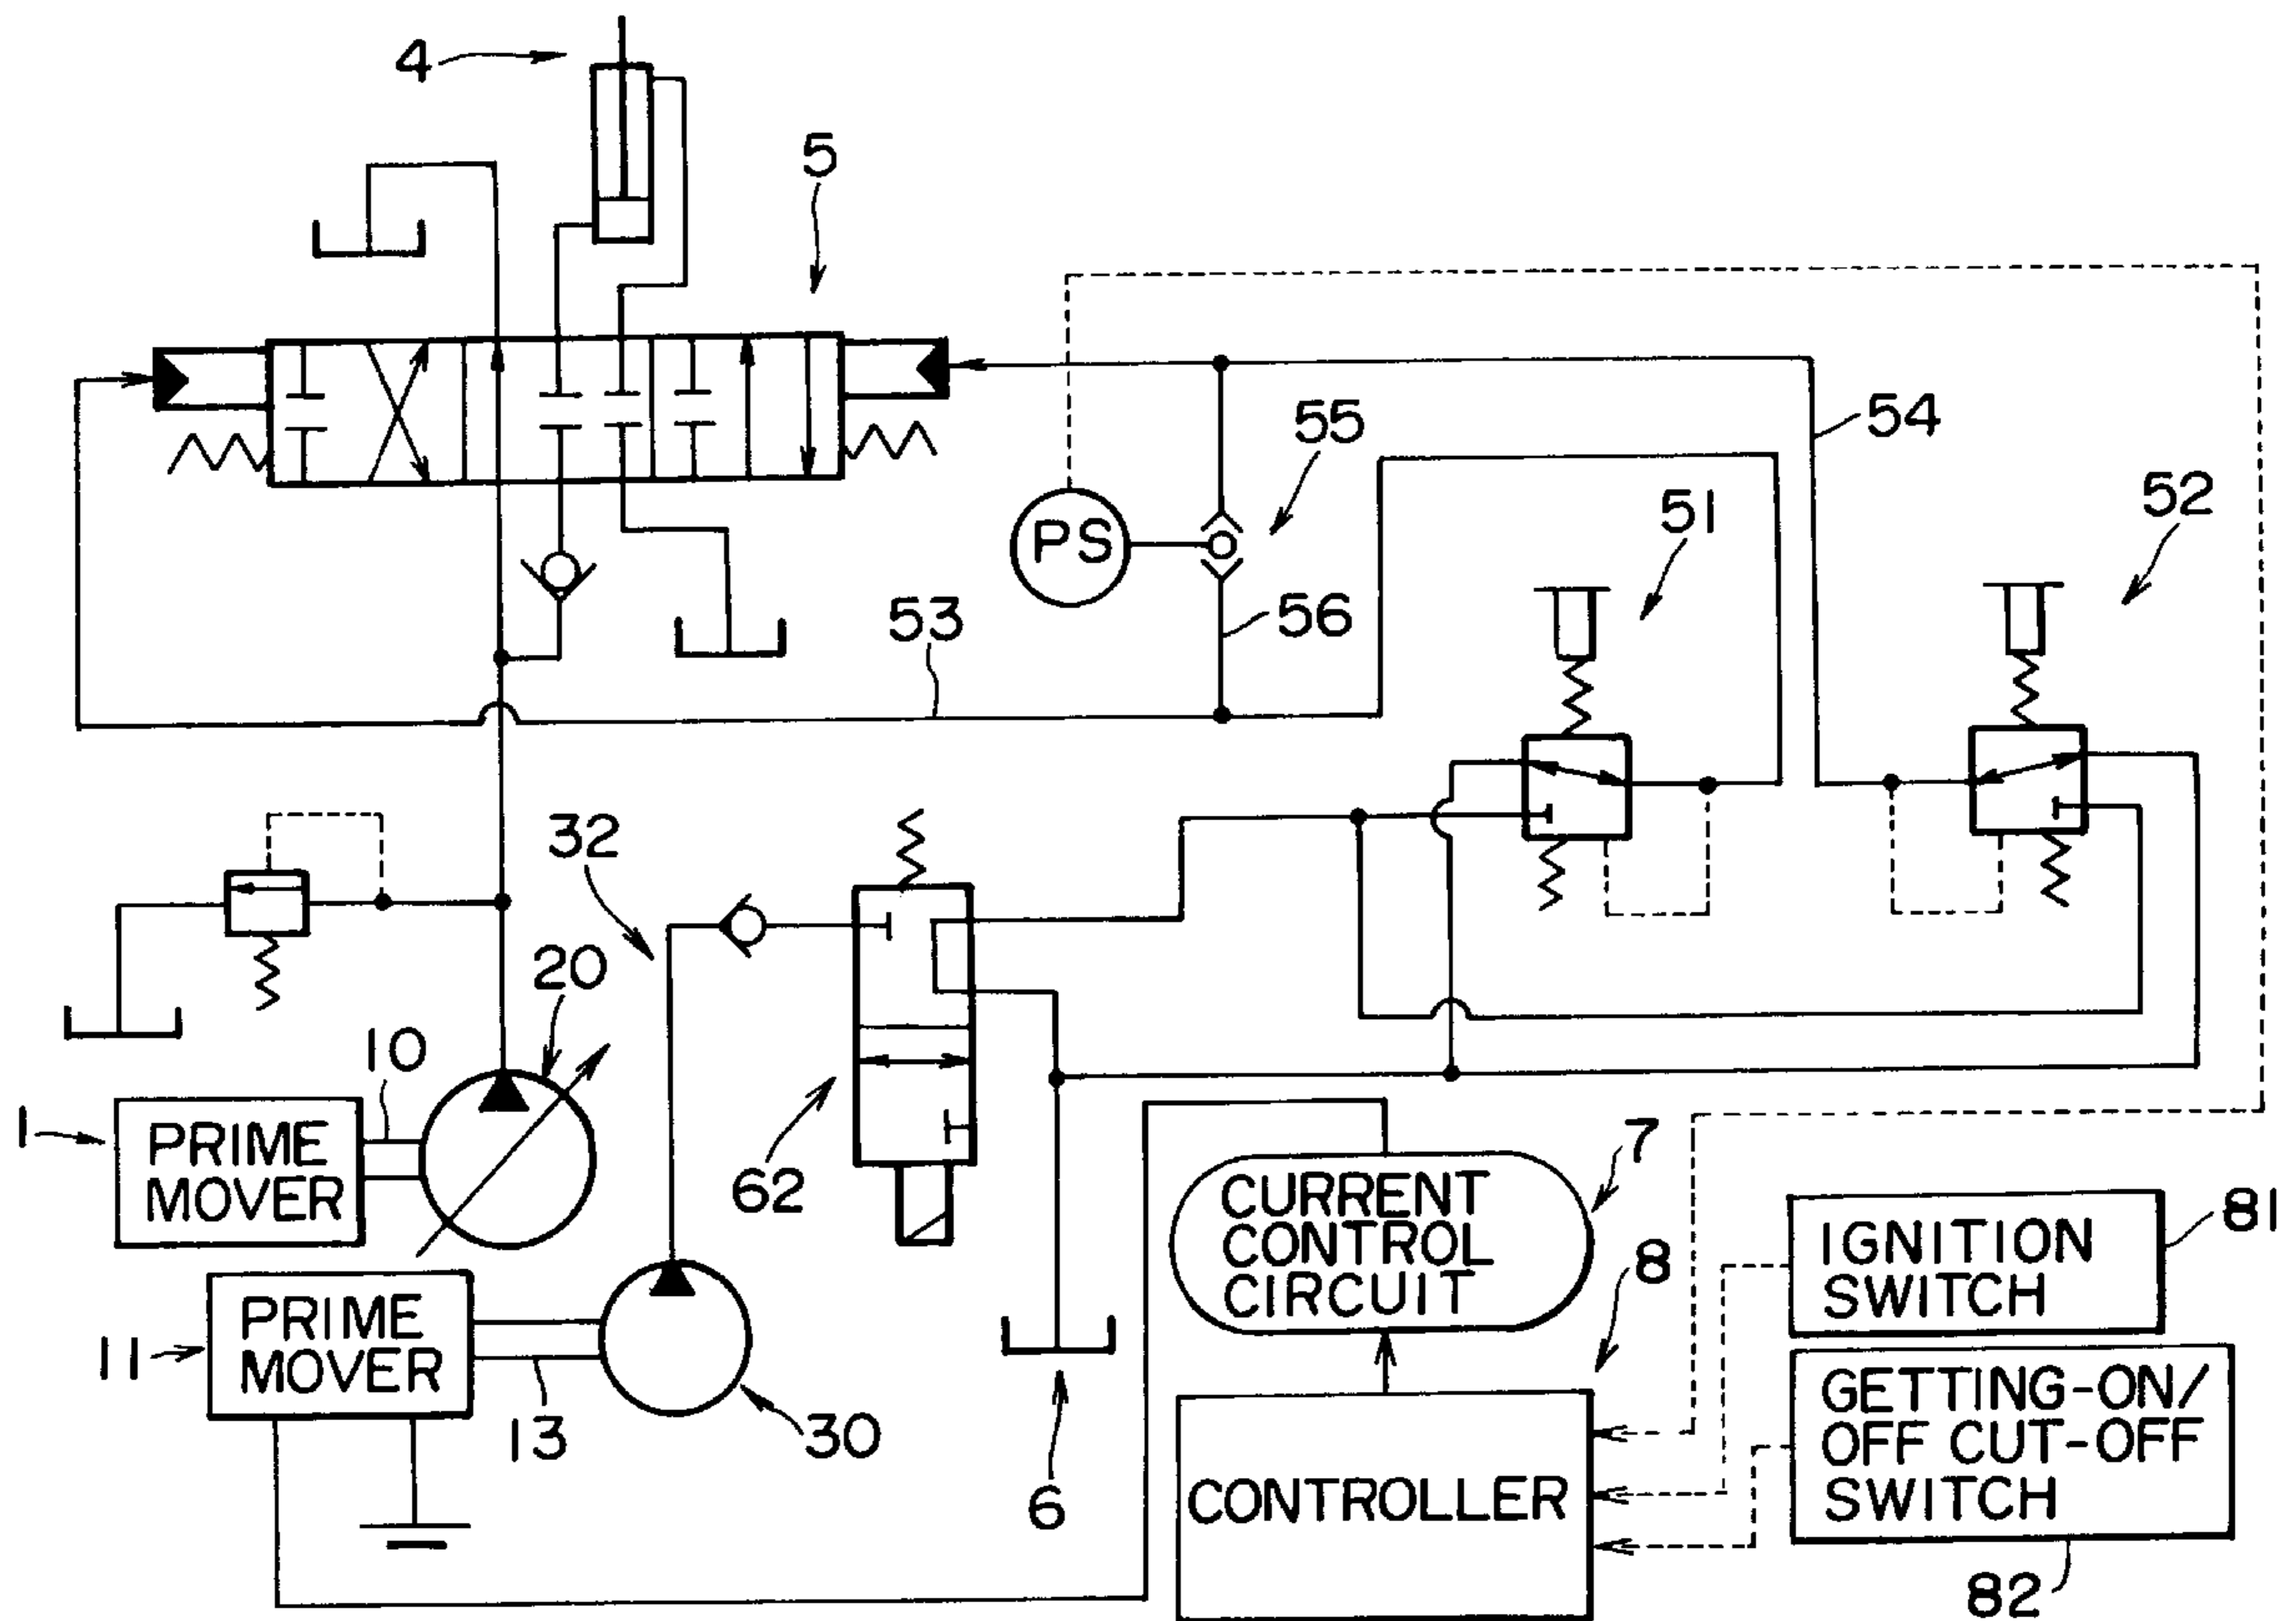 4
5
54
55
52
51
PS
56
53
32
20
10
1
PRIME
MOVER
62
7
CURRENT
CONTROL
CIRCUIT
81
IGNITION
SWITCH
8
11
PRIME
MOVER
13
30
6
CONTROLLER
GETTING-ON/
OFF CUT-OFF
SWITCH
82